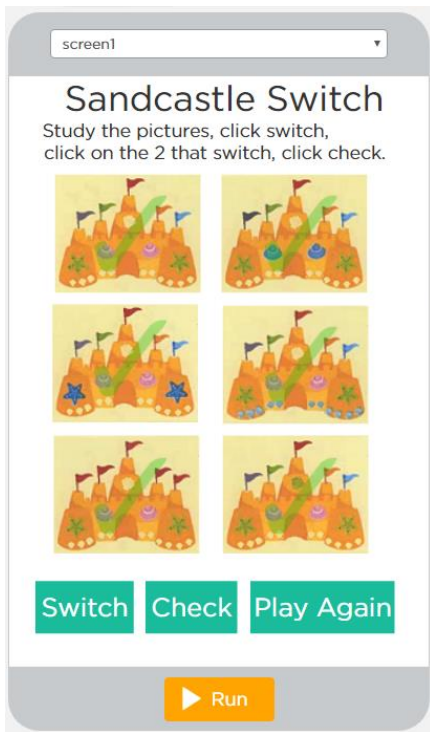 screen1
Sandcastle Switch
Study the pictures, click switch,
click on the 2 that switch, click check.
Switch Check Play Again
Run